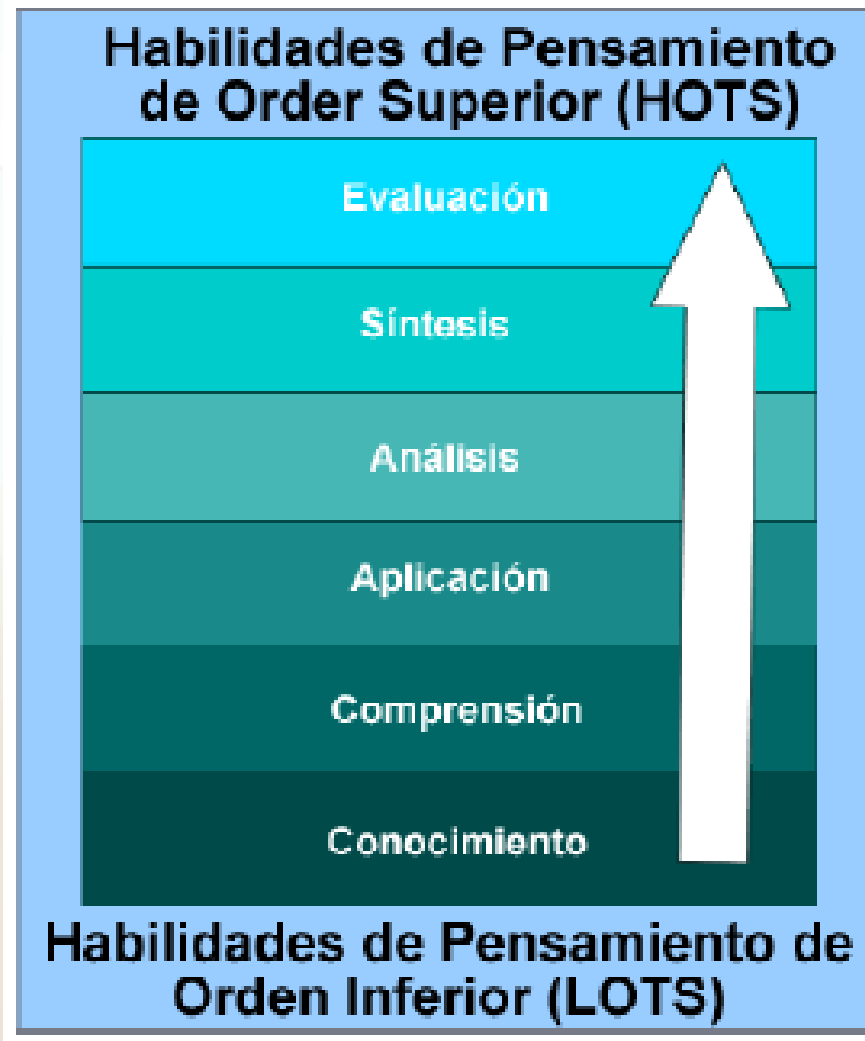 Habilidades de Pensamiento
de Order Superior (HOTS)
Evaluación
Síntesis
Análisis
Aplicación
Comprensión
Conocimiento
Habilidades de Pensamiento de
Orden Inferior (LOTS)